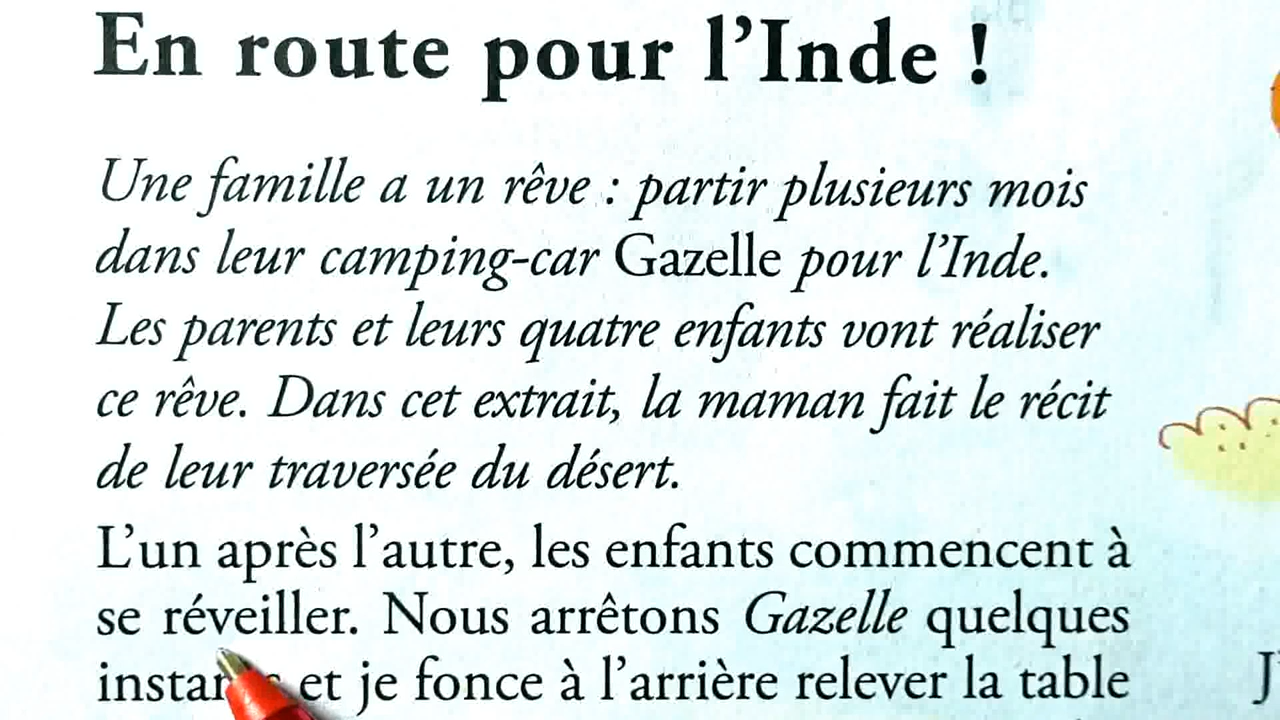 En route pour l'Inde !
Une famille a un rêve : partir plusieurs mois
dans leur camping-car Gazelle pour l'Inde.
Les parents et leurs quatre enfants vont réaliser
ce rêve. Dans cet extrait, la maman fait le récit
de leur traversée du désert.
L'un après l'autre, les enfants commencent à
se réveiller. Nous arrêtons Gazelle quelques
et je fonce à l'arrière relever la table